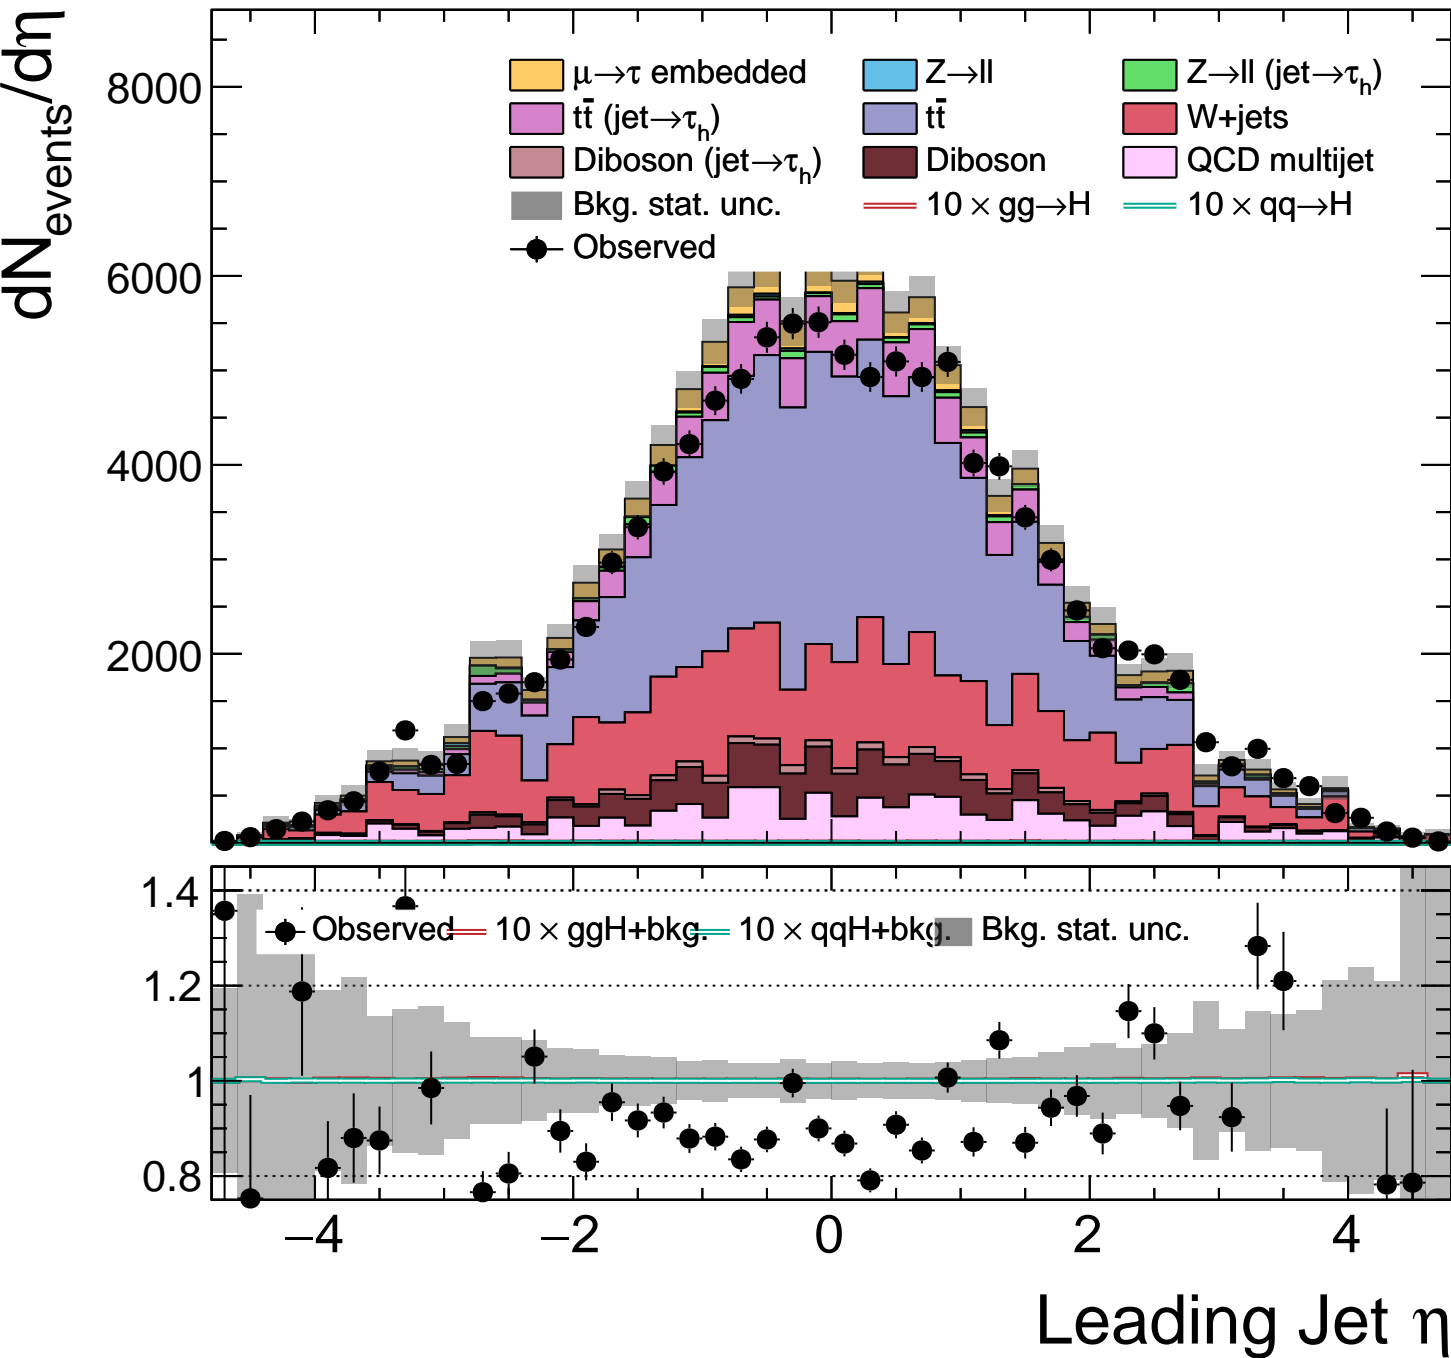 dN_events/dη
8000
6000
4000
2000
μ→τ embedded Z→ll Z→ll (jet→τ_h)
tt̄ (jet→τ_h) tt̄ W+jets
Diboson (jet→τ_h) Diboson QCD multijet
Bkg. stat. unc. 10 × gg→H 10 × qq→H
Observed
1.4
1.2
1
0.8
Observed 10 × ggH+bkg. 10 × qqH+bkg. Bkg. stat. unc.
−4 −2 0 2 4
Leading Jet η